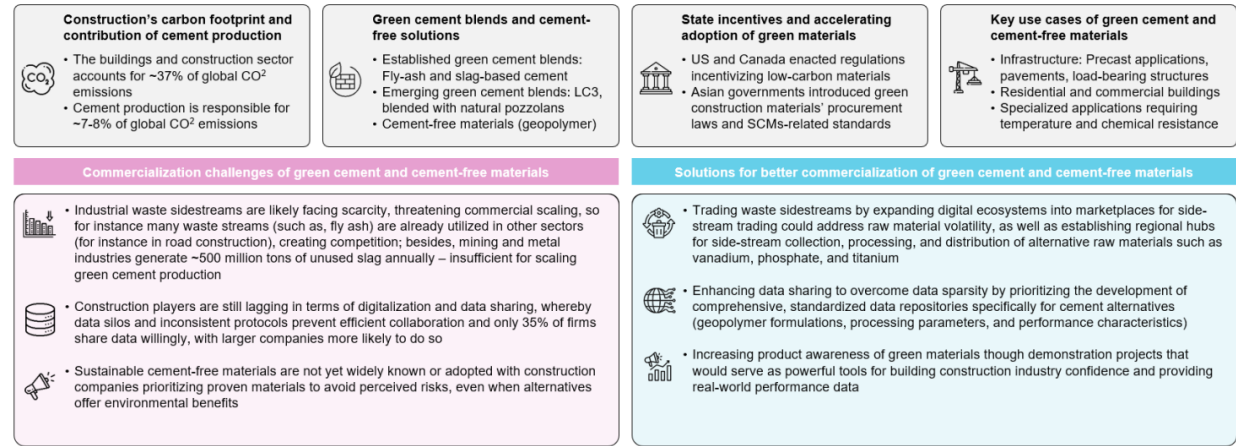 Construction's carbon footprint and
contribution of cement production
• The buildings and construction sector
accounts for ~37% of global CO² 
emissions
• Cement production is responsible for
~7-8% of global CO² emissions
CO₂
Green cement blends and cement-
free solutions
• Established green cement blends:
Fly-ash and slag-based cement
• Emerging green cement blends: LC3,
blended with natural pozzolans
• Cement-free materials (geopolymer)
State incentives and accelerating
adoption of green materials
• US and Canada enacted regulations
incentivizing low-carbon materials
• Asian governments introduced green
construction materials' procurement
laws and SCMs-related standards
Key use cases of green cement and
cement-free materials
• Infrastructure: Precast applications,
pavements, load-bearing structures
• Residential and commercial buildings
• Specialized applications requiring
temperature and chemical resistance
Commercialization challenges of green cement and cement-free materials
• Industrial waste sidestreams are likely facing scarcity, threatening commercial scaling, so
for instance many waste streams (such as, fly ash) are already utilized in other sectors
(for instance in road construction), creating competition; besides, mining and metal
industries generate ~500 million tons of unused slag annually – insufficient for scaling
green cement production
• Construction players are still lagging in terms of digitalization and data sharing, whereby
data silos and inconsistent protocols prevent efficient collaboration and only 35% of firms
share data willingly, with larger companies more likely to do so
• Sustainable cement-free materials are not yet widely known or adopted with construction
companies prioritizing proven materials to avoid perceived risks, even when alternatives
offer environmental benefits
Solutions for better commercialization of green cement and cement-free materials
• Trading waste sidestreams by expanding digital ecosystems into marketplaces for side-
stream trading could address raw material volatility, as well as establishing regional hubs
for side-stream collection, processing, and distribution of alternative raw materials such as
vanadium, phosphate, and titanium
• Enhancing data sharing to overcome data sparsity by prioritizing the development of
comprehensive, standardized data repositories specifically for cement alternatives
(geopolymer formulations, processing parameters, and performance characteristics)
• Increasing product awareness of green materials though demonstration projects that
would serve as powerful tools for building construction industry confidence and providing
real-world performance data